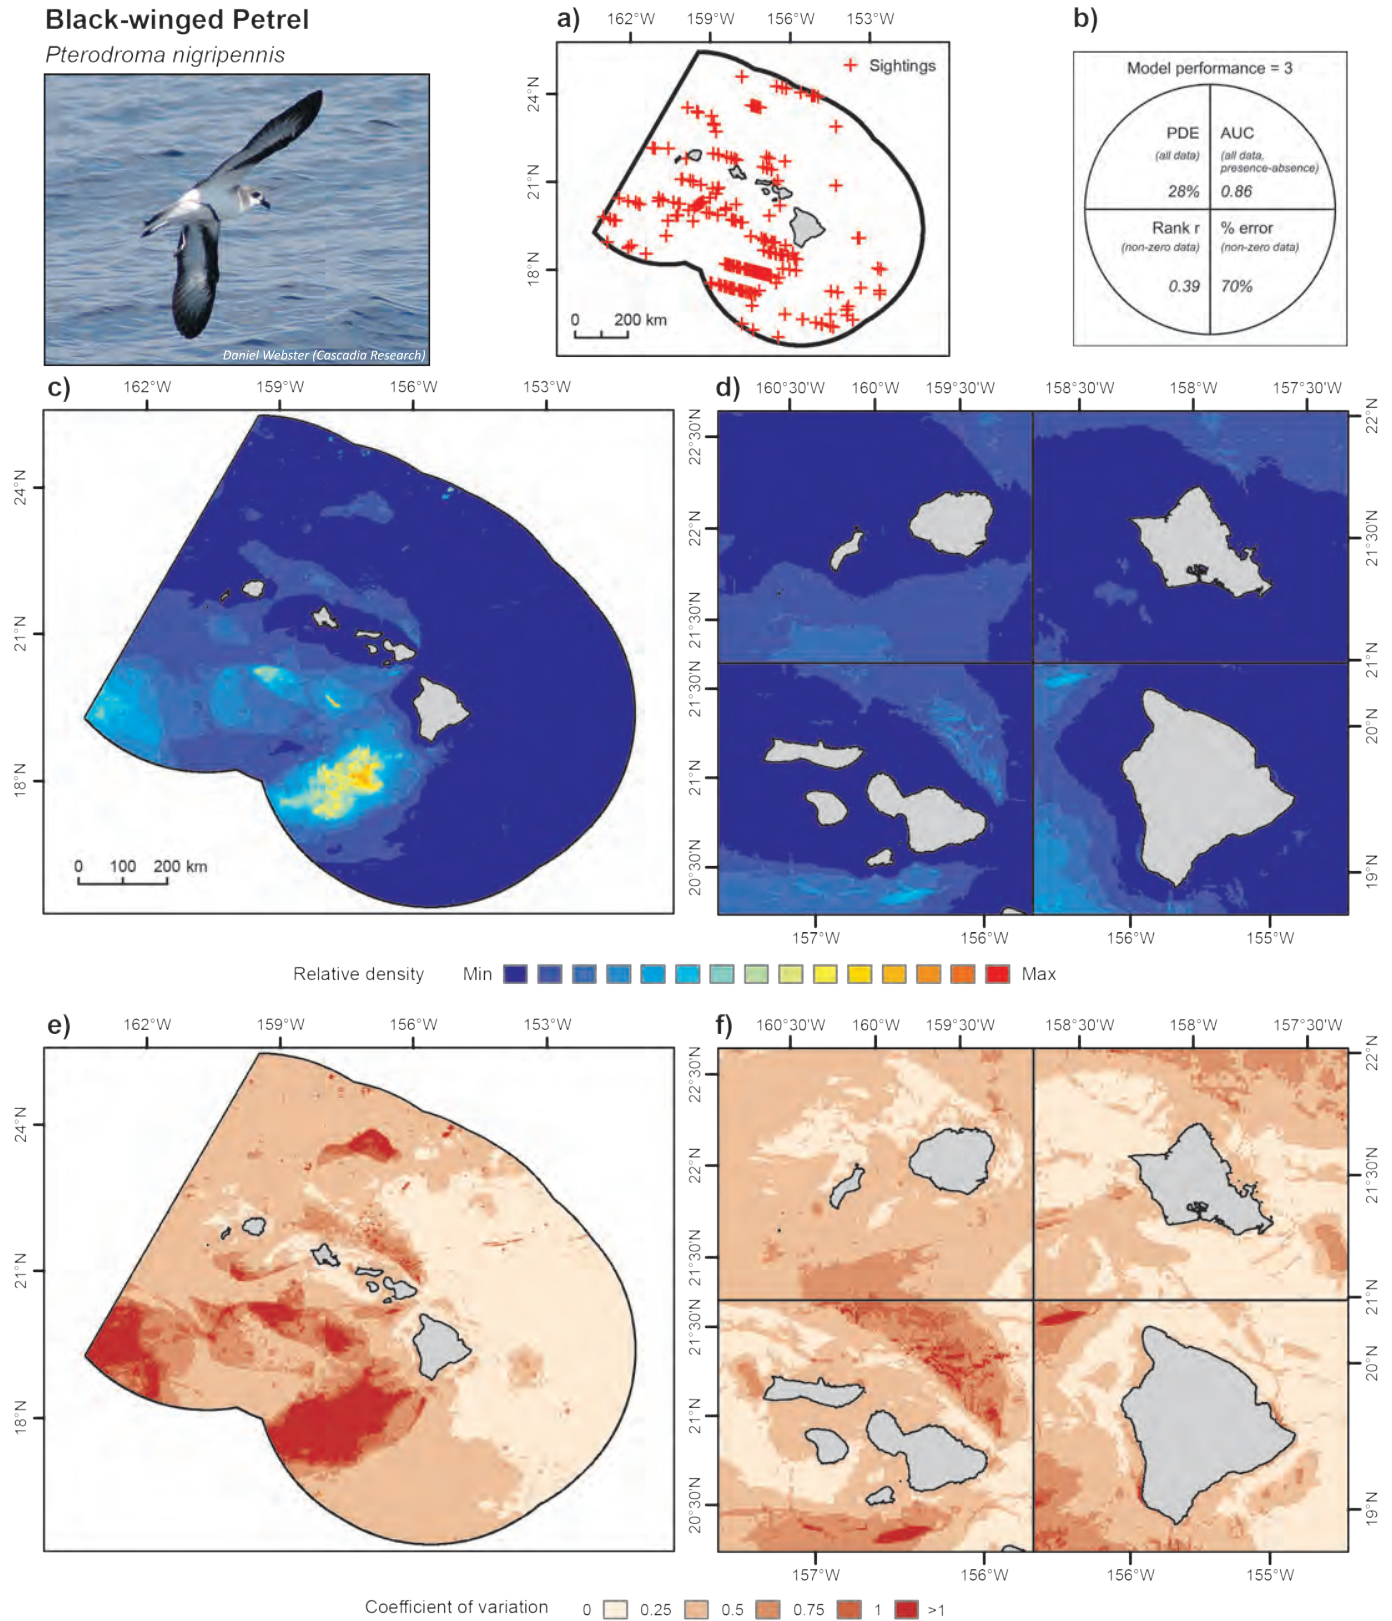 Black-winged Petrel
Pterodroma nigripennis
Daniel Webster (Cascadia Research)
a)
162°W 159°W 156°W 153°W
24°N
21°N
18°N
Sightings
0 200 km
b)
Model performance = 3
PDE
(all data)
28%
AUC
(all data,
presence-absence)
0.86
Rank r
(non-zero data)
0.39
% error
(non-zero data)
70%
c)
162°W 159°W 156°W 153°W
24°N
21°N
18°N
0 100 200 km
d)
160°30'W 160°W 159°30'W 158°30'W 158°W 157°30'W
22°30'N
22°N
21°30'N
22°N
21°30'N
21°N
21°30'N
21°N
20°30'N
20°N
19°N
157°W 156°W 156°W 155°W
Relative density Min Max
e)
162°W 159°W 156°W 153°W
24°N
21°N
18°N
f)
160°30'W 160°W 159°30'W 158°30'W 158°W 157°30'W
22°30'N
22°N
21°30'N
22°N
21°30'N
21°N
21°30'N
21°N
20°30'N
20°N
19°N
157°W 156°W 156°W 155°W
Coefficient of variation 0 0.25 0.5 0.75 1 >1